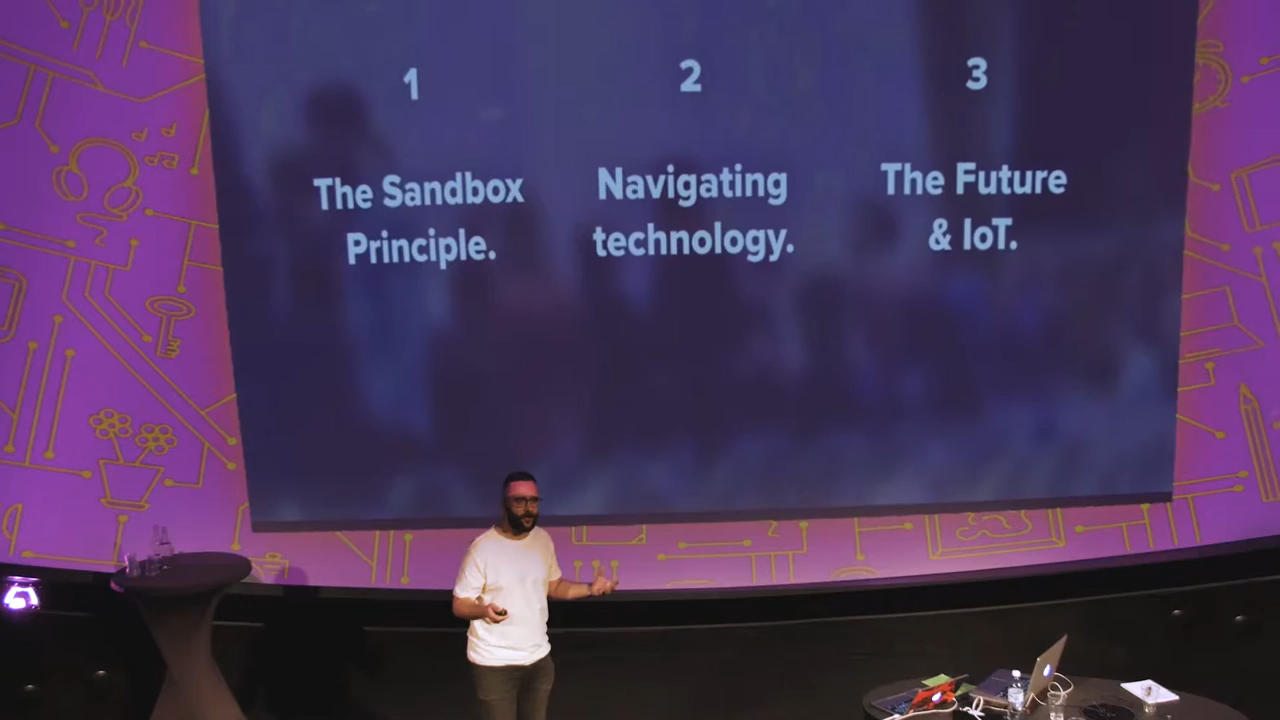 1
The Sandbox
Principle.
2
Navigating
technology.
3
The Future
& IoT.